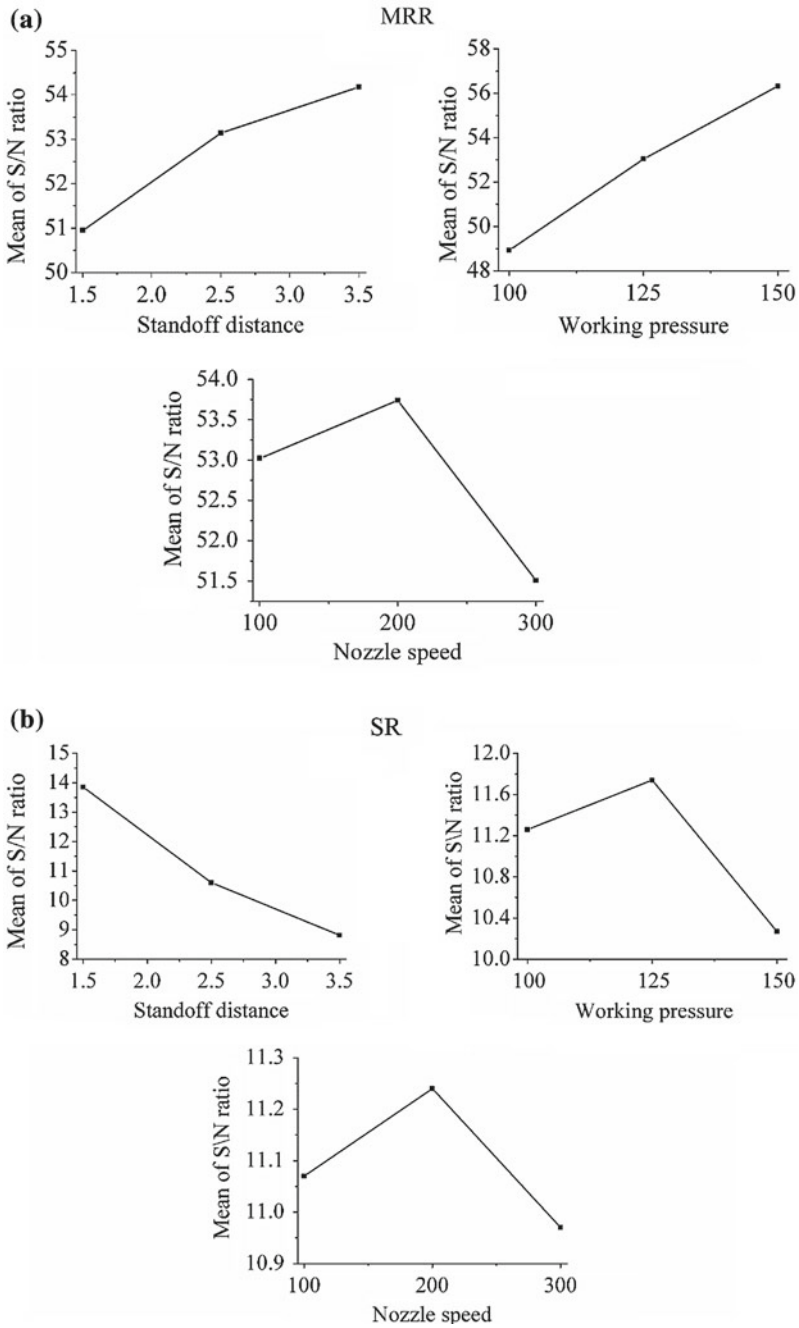 (a)
MRR
Mean of S/N ratio
55
54
53
52
51
50
1.5 2.0 2.5 3.0 3.5
Standoff distance
Mean of S/N ratio
56
54
52
50
48
100 125 150
Working pressure
Mean of S/N ratio
54.0
53.5
53.0
52.5
52.0
51.5
100 200 300
Nozzle speed
(b)
SR
Mean of S/N ratio
15
14
13
12
11
10
9
8
1.5 2.0 2.5 3.0 3.5
Standoff distance
Mean of S\N ratio
12.0
11.6
11.2
10.8
10.4
10.0
100 125 150
Working pressure
Mean of S\N ratio
11.3
11.2
11.1
11.0
10.9
100 200 300
Nozzle speed